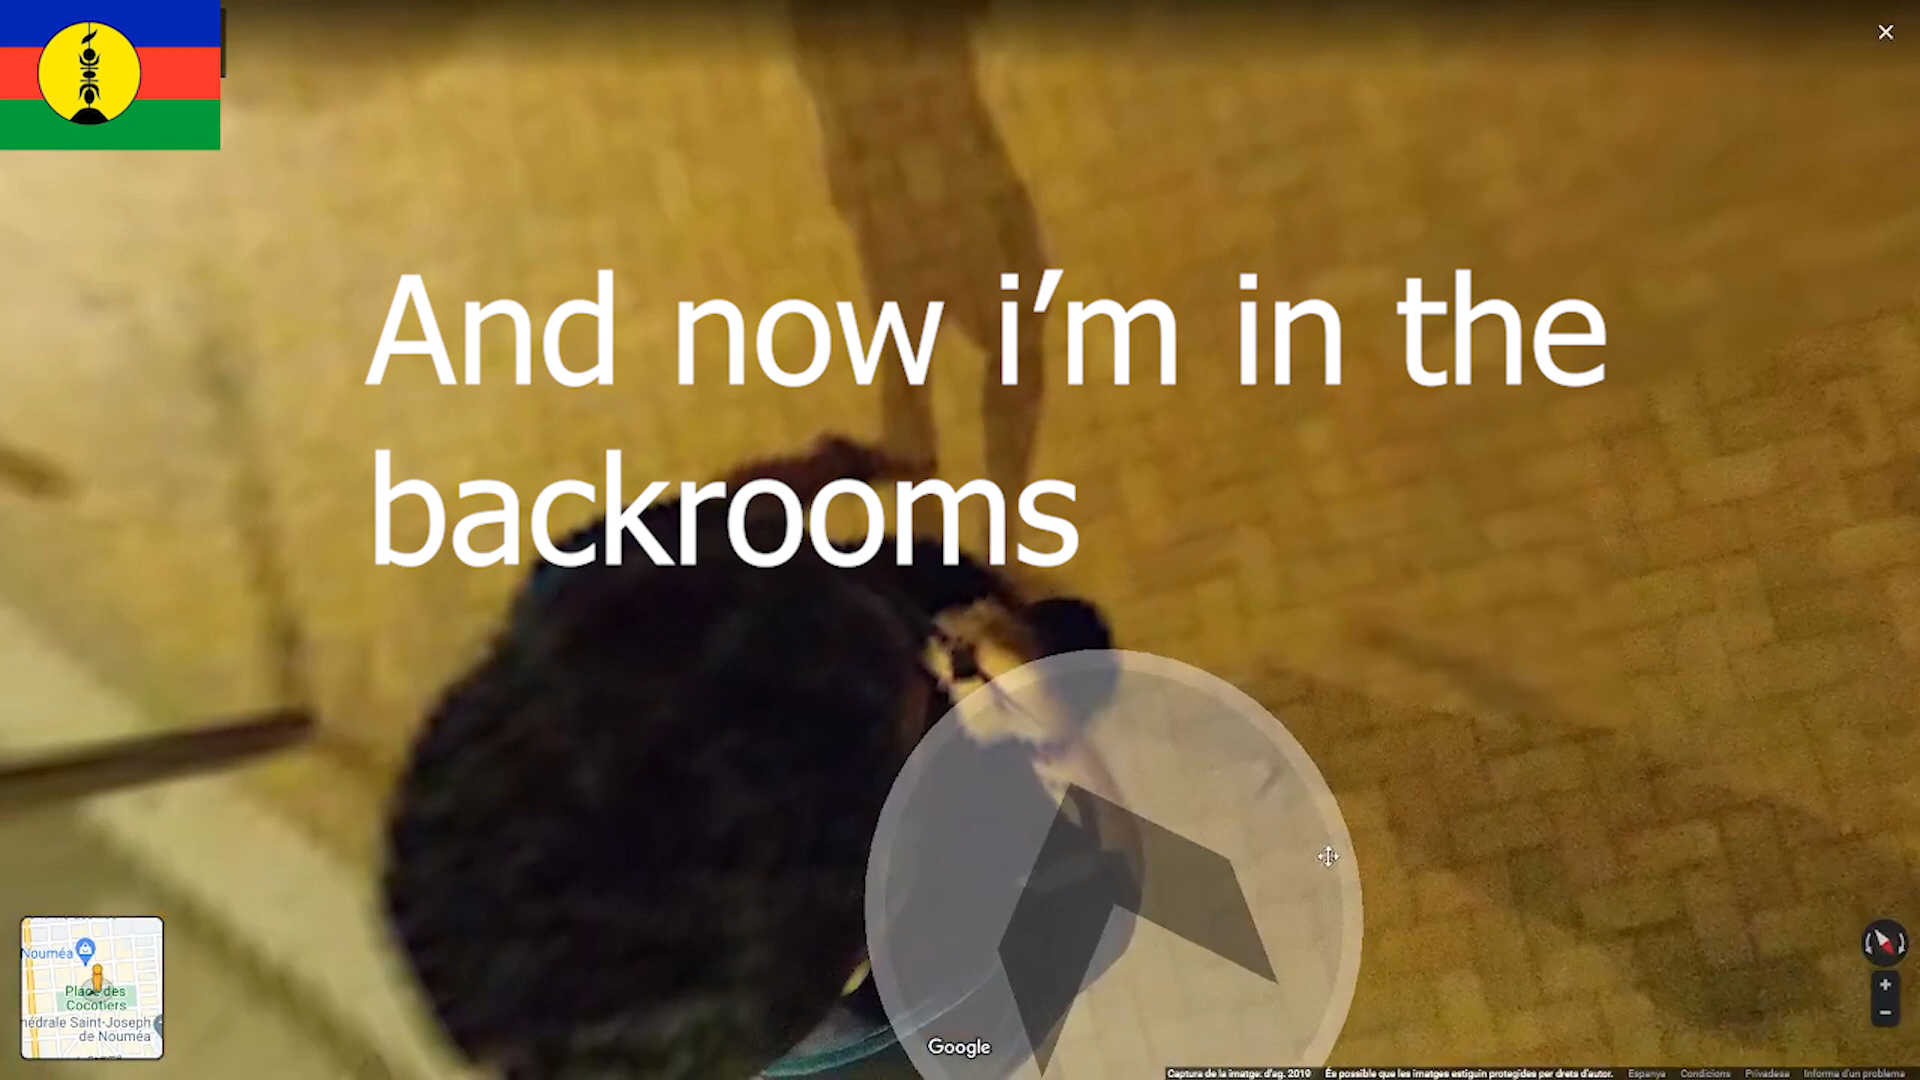 And now i'm in the
backrooms
Nouméa
Place des
Cocotiers
nédrale Saint-Joseph
de Nouméa
Google
Captura de la imatge: d'ag. 2019 És possible que les imatges estiguin protegides per drets d'autor. Espanya Condicions Privadesa Informa d'un problema